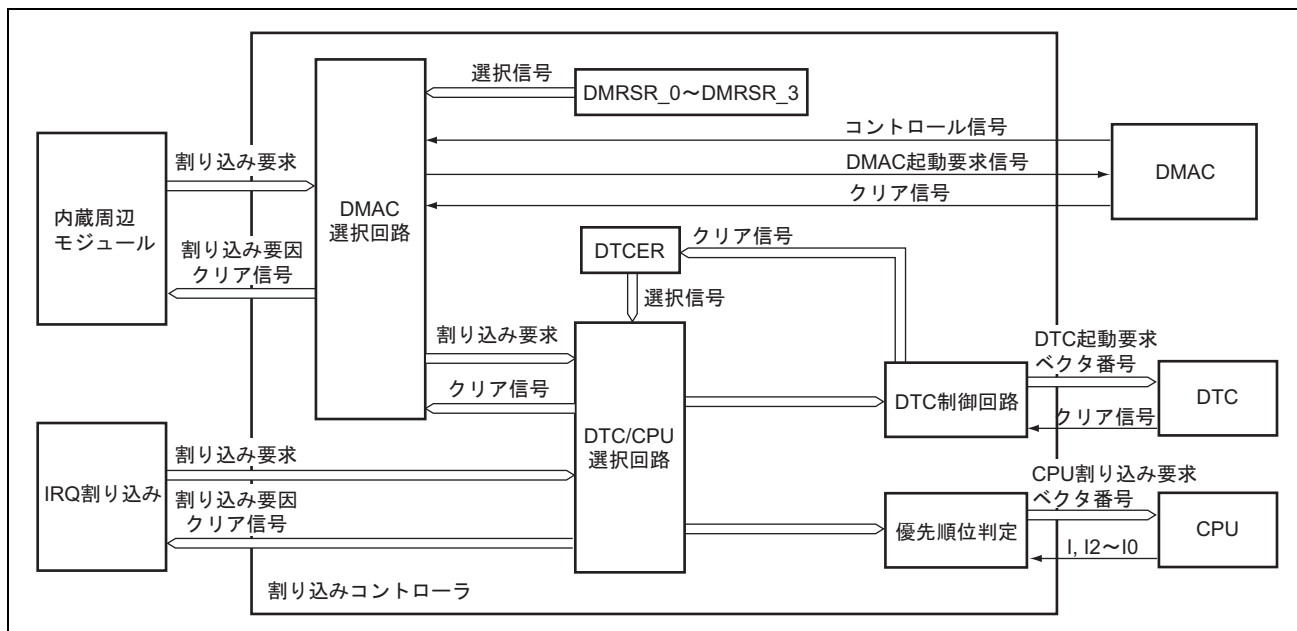 選択信号
DMRSR_0〜DMRSR_3
コントロール信号
割り込み要求
DMAC起動要求信号
DMAC
内蔵周辺
モジュール
DMAC
選択回路
クリア信号
割り込み要因
クリア信号
DTCER
クリア信号
選択信号
割り込み要求
DTC起動要求
ベクタ番号
クリア信号
DTC制御回路
DTC
クリア信号
DTC/CPU
選択回路
割り込み要求
IRQ割り込み
割り込み要因
クリア信号
CPU割り込み要求
ベクタ番号
優先順位判定
CPU
I, I2〜I0
割り込みコントローラ